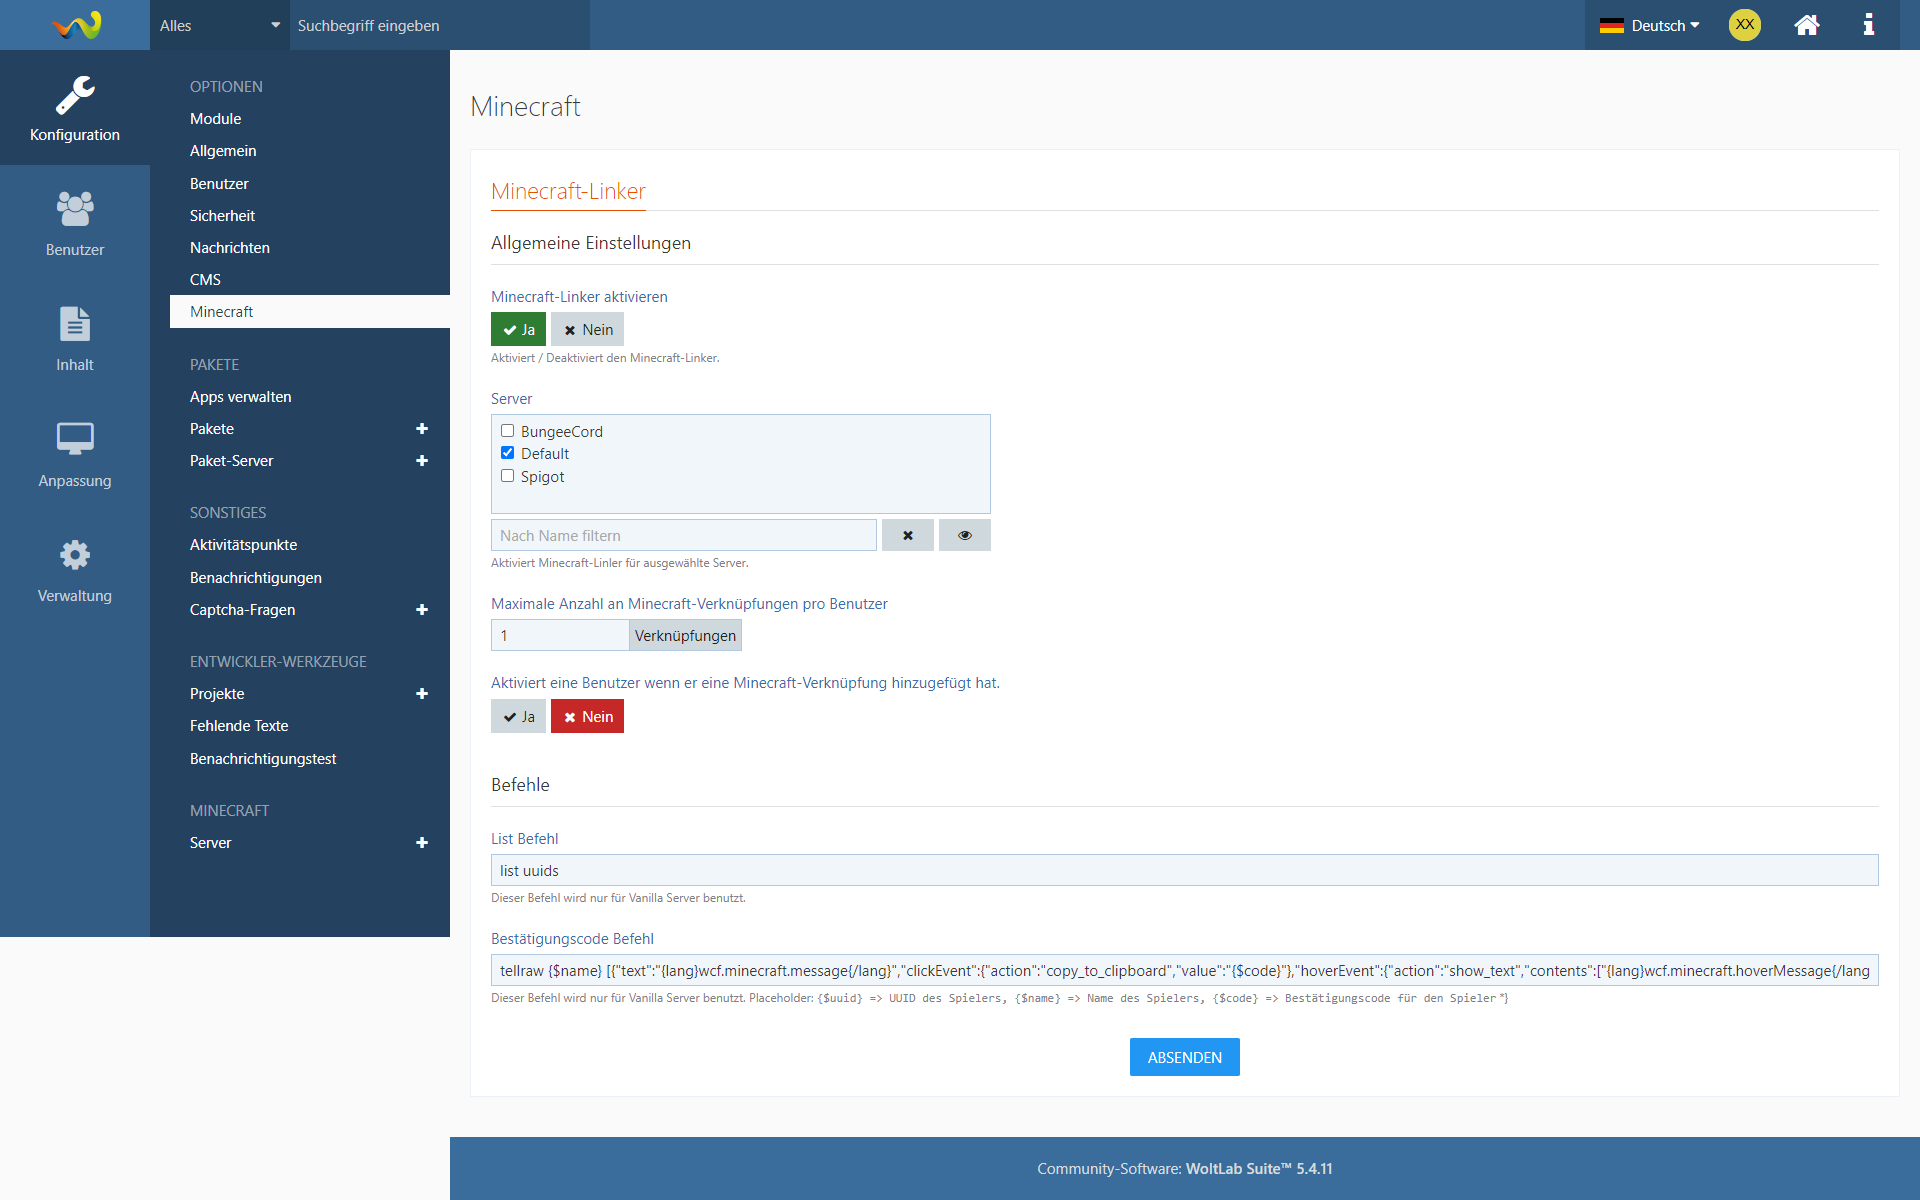 Alles
Suchbegriff eingeben
Deutsch
XX
Konfiguration
Benutzer
Inhalt
Anpassung
Verwaltung
OPTIONEN
Module
Allgemein
Benutzer
Sicherheit
Nachrichten
CMS
Minecraft
PAKETE
Apps verwalten
Pakete
Paket-Server
SONSTIGES
Aktivitätspunkte
Benachrichtigungen
Captcha-Fragen
ENTWICKLER-WERKZEUGE
Projekte
Fehlende Texte
Benachrichtigungstest
MINECRAFT
Server
Minecraft
Minecraft-Linker
Allgemeine Einstellungen
Minecraft-Linker aktivieren
Ja Nein
Aktiviert / Deaktiviert den Minecraft-Linker.
Server
BungeeCord
Default
Spigot
Nach Name filtern
Aktiviert Minecraft-Linler für ausgewählte Server.
Maximale Anzahl an Minecraft-Verknüpfungen pro Benutzer
1 Verknüpfungen
Aktiviert eine Benutzer wenn er eine Minecraft-Verknüpfung hinzugefügt hat.
Ja Nein
Befehle
List Befehl
list uuids
Dieser Befehl wird nur für Vanilla Server benutzt.
Bestätigungscode Befehl
tellraw {$name} [{"text":"{lang}wcf.minecraft.message{/lang}","clickEvent":{"action":"copy_to_clipboard","value":"{$code}"},"hoverEvent":{"action":"show_text","contents":["{lang}wcf.minecraft.hoverMessage{/lang
Dieser Befehl wird nur für Vanilla Server benutzt. Placeholder: {$uuid} => UUID des Spielers, {$name} => Name des Spielers, {$code} => Bestätigungscode für den Spieler *}
ABSENDEN
Community-Software: WoltLab Suite™ 5.4.11